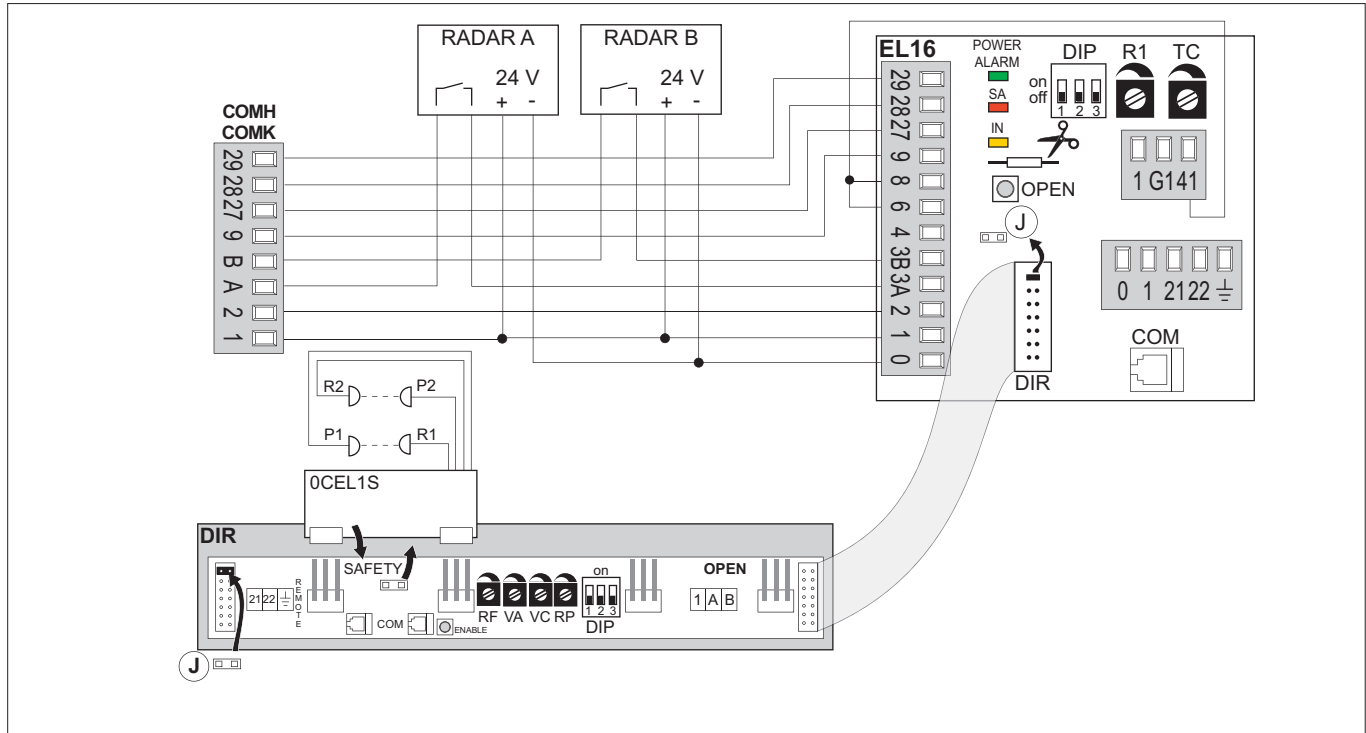 RADAR A
24 V
+ -
RADAR B
24 V
+ -
COMH
COMK
29
28
27
9
B
A
2
1
EL16
29
28
27
9
8
6
4
3B
3A
2
1
0
POWER
ALARM
SA
IN
DIP
on
off
1 2 3
R1
TC
OPEN
J
1 G1 41
0 1 21 22
COM
DIR
R2 P2
P1 R1
0CEL1S
DIR
SAFETY
21 22
REMOTE
COM
ENABLE
RF VA VC RP
on
1 2 3
DIP
OPEN
1 A B
J